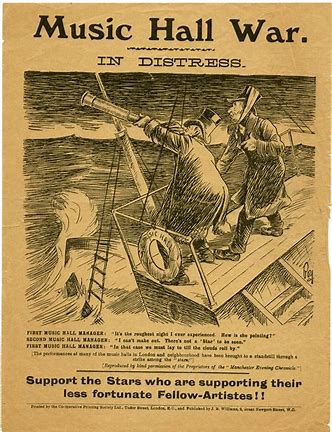 Music Hall War.
IN DISTRESS.
FIRST MUSIC HALL MANAGER: "It's the roughest night I ever experienced. How is she pointing?"
SECOND MUSIC HALL MANAGER: "I can't make out. There's not a 'Star' to be seen."
FIRST MUSIC HALL MANAGER: "In that case we must lay to till the clouds roll by."
[The performances at many of the music halls in London and neighbourhood have been brought to a standstill through a
strike among the "stars."]
(Reproduced by kind permission of the Proprietors of the "Manchester Evening Chronicle.")
Support the Stars who are supporting their
less fortunate Fellow-Artistes!!
Printed by the Co-operative Printing Society Ltd., Tudor Street, London, E.C., and Published by J. B. Williams, 9, Great Newport Street, W.C.